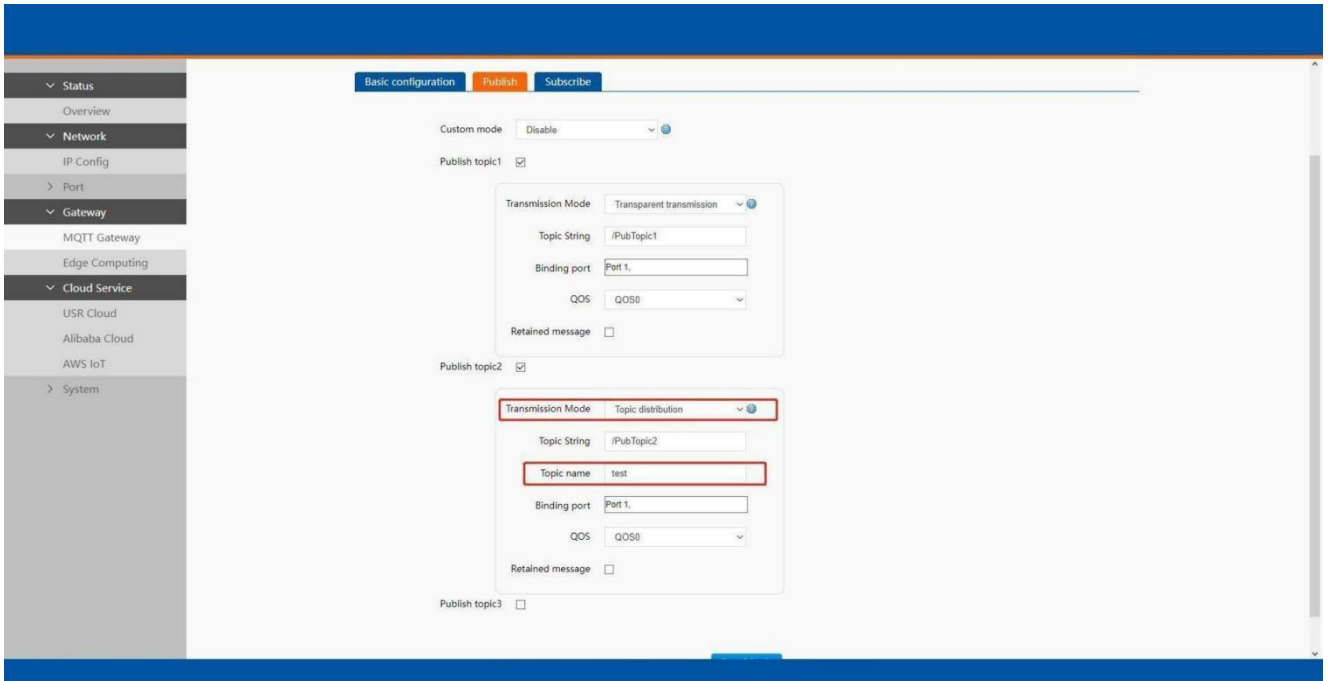 Status
Overview
Network
IP Config
Port
Gateway
MQTT Gateway
Edge Computing
Cloud Service
USR Cloud
Alibaba Cloud
AWS IoT
System
Basic configuration Publish Subscribe
Custom mode Disable
Publish topic1
Transmission Mode Transparent transmission
Topic String /PubTopic1
Binding port Port 1,
QOS QOS0
Retained message
Publish topic2
Transmission Mode Topic distribution
Topic String /PubTopic2
Topic name test
Binding port Port 1,
QOS QOS0
Retained message
Publish topic3